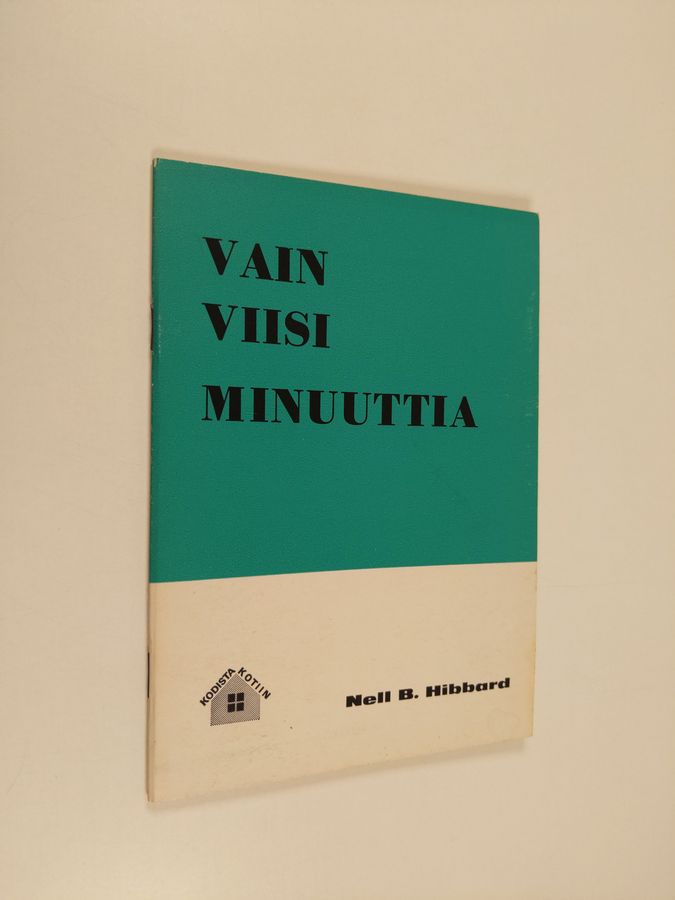 VAIN
VIISI
MINUUTTIA
KODISTA KOTIIN
Nell B. Hibbard